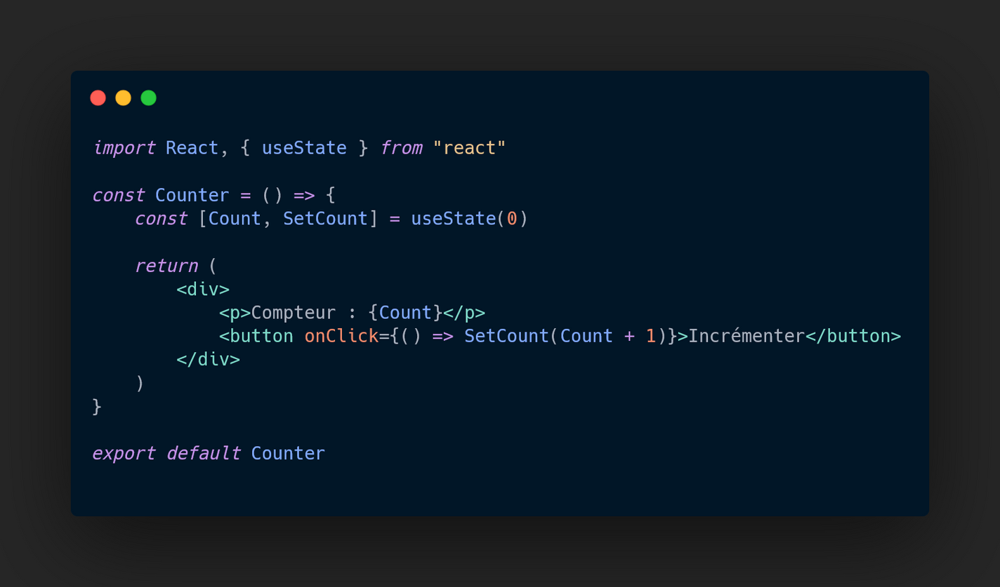 import React, { useState } from "react"
const Counter = () => {
    const [Count, SetCount] = useState(0)
    return (
        <div>
            <p>Compteur : {Count}</p>
            <button onClick={() => SetCount(Count + 1)}>Incrémenter</button>
        </div>
    )
}
export default Counter